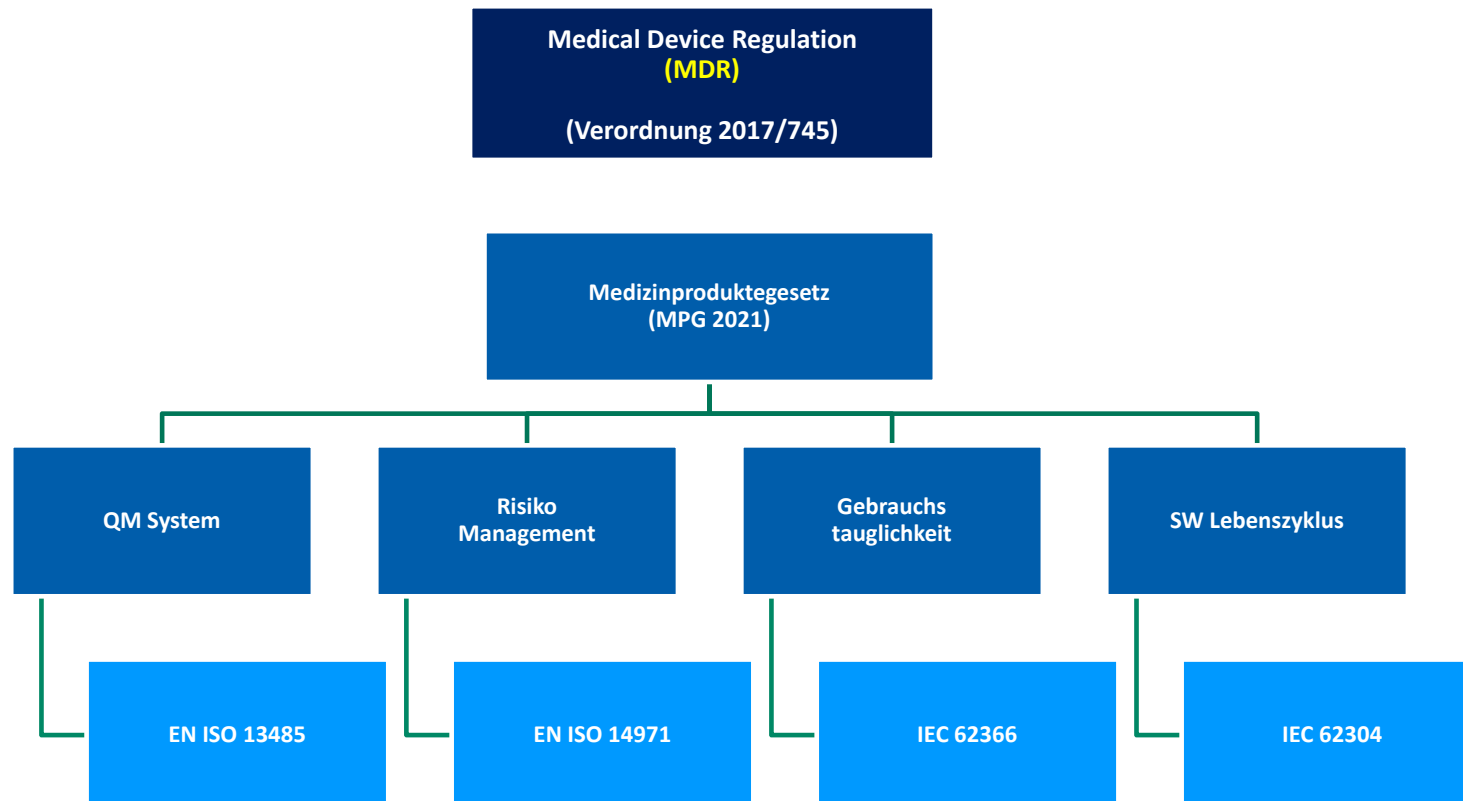 Medical Device Regulation
(MDR)
(Verordnung 2017/745)
Medizinproduktegesetz
(MPG 2021)
QM System
Risiko
Management
Gebrauchs
tauglichkeit
SW Lebenszyklus
EN ISO 13485
EN ISO 14971
IEC 62366
IEC 62304